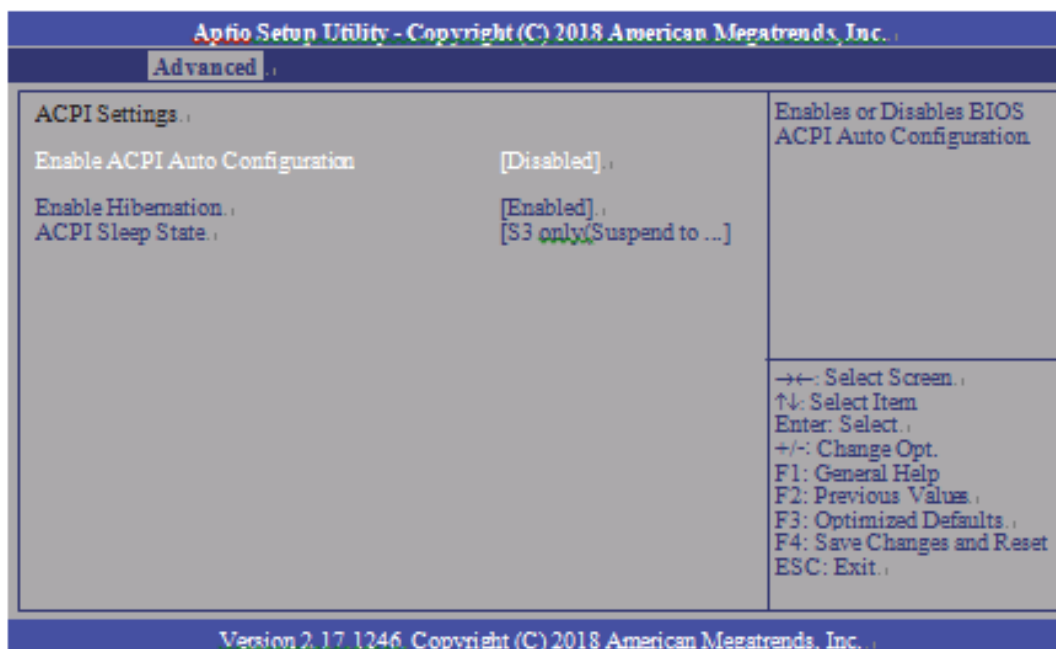 Aptio Setup Utility - Copyright (C) 2018 American Megatrends, Inc.
Advanced
ACPI Settings
Enable ACPI Auto Configuration [Disabled]
Enable Hibernation [Enabled]
ACPI Sleep State [S3 only(Suspend to ...]
Enables or Disables BIOS
ACPI Auto Configuration
→←: Select Screen
↑↓: Select Item
Enter: Select
+/-: Change Opt.
F1: General Help
F2: Previous Values
F3: Optimized Defaults
F4: Save Changes and Reset
ESC: Exit
Version 2.17.1246. Copyright (C) 2018 American Megatrends, Inc.